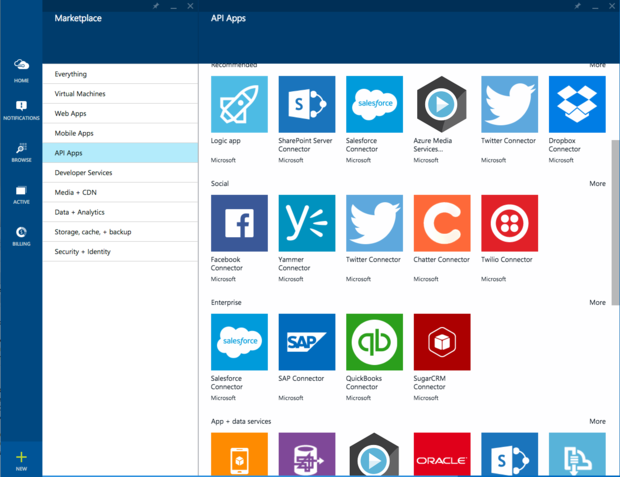 Marketplace
API Apps
HOME
NOTIFICATIONS
BROWSE
ACTIVE
BILLING
NEW
Everything
Virtual Machines
Web Apps
Mobile Apps
API Apps
Developer Services
Media + CDN
Data + Analytics
Storage, cache, + backup
Security + Identity
Recommended
More
salesforce
Logic app
Microsoft
SharePoint Server
Connector
Microsoft
Salesforce
Connector
Microsoft
Azure Media
Services...
Microsoft
Twitter Connector
Microsoft
Dropbox
Connector
Microsoft
Social
More
Facebook
Connector
Microsoft
Yammer
Connector
Microsoft
Twitter Connector
Microsoft
Chatter Connector
Microsoft
Twilio Connector
Microsoft
Enterprise
More
salesforce
SAP
qb
Salesforce
Connector
Microsoft
SAP Connector
Microsoft
QuickBooks
Connector
Microsoft
SugarCRM
Connector
Microsoft
App + data services
More
ORACLE